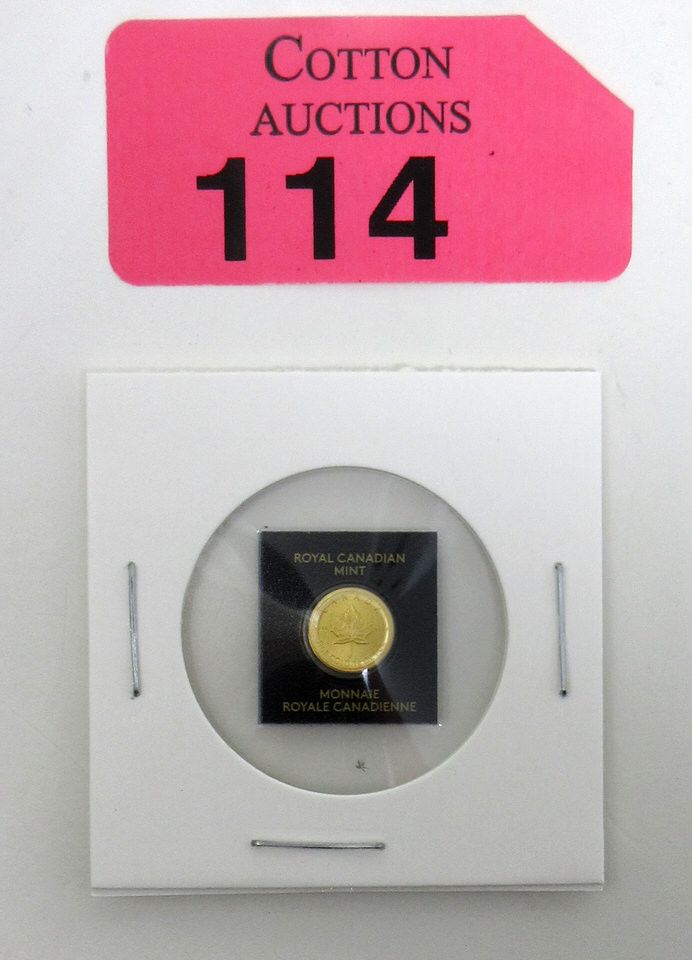 COTTON
AUCTIONS
114
ROYAL CANADIAN
MINT
MONNAIE
ROYALE CANADIENNE